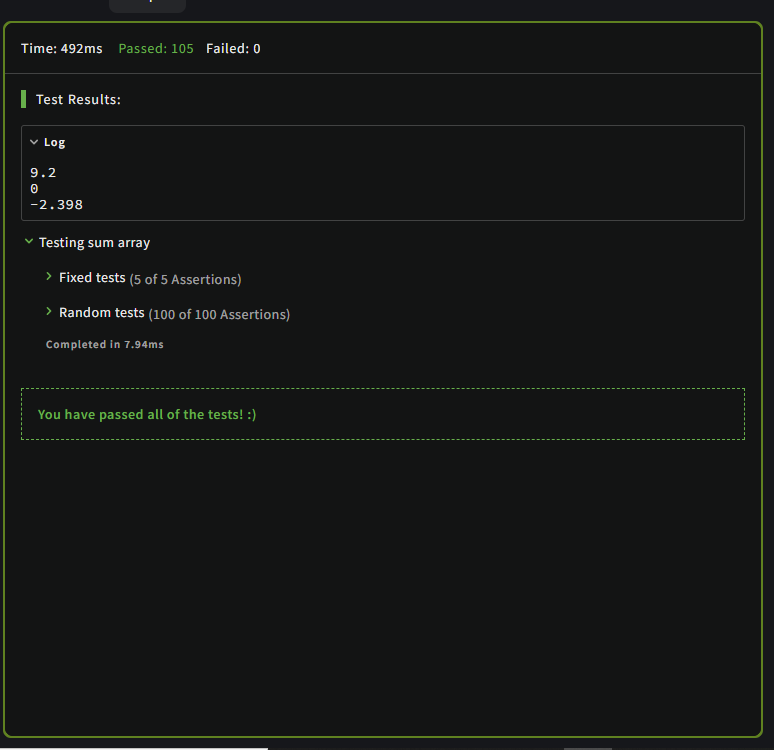 Time: 492ms Passed: 105 Failed: 0
Test Results:
Log
9.2
0
-2.398
Testing sum array
Fixed tests (5 of 5 Assertions)
Random tests (100 of 100 Assertions)
Completed in 7.94ms
You have passed all of the tests! :)